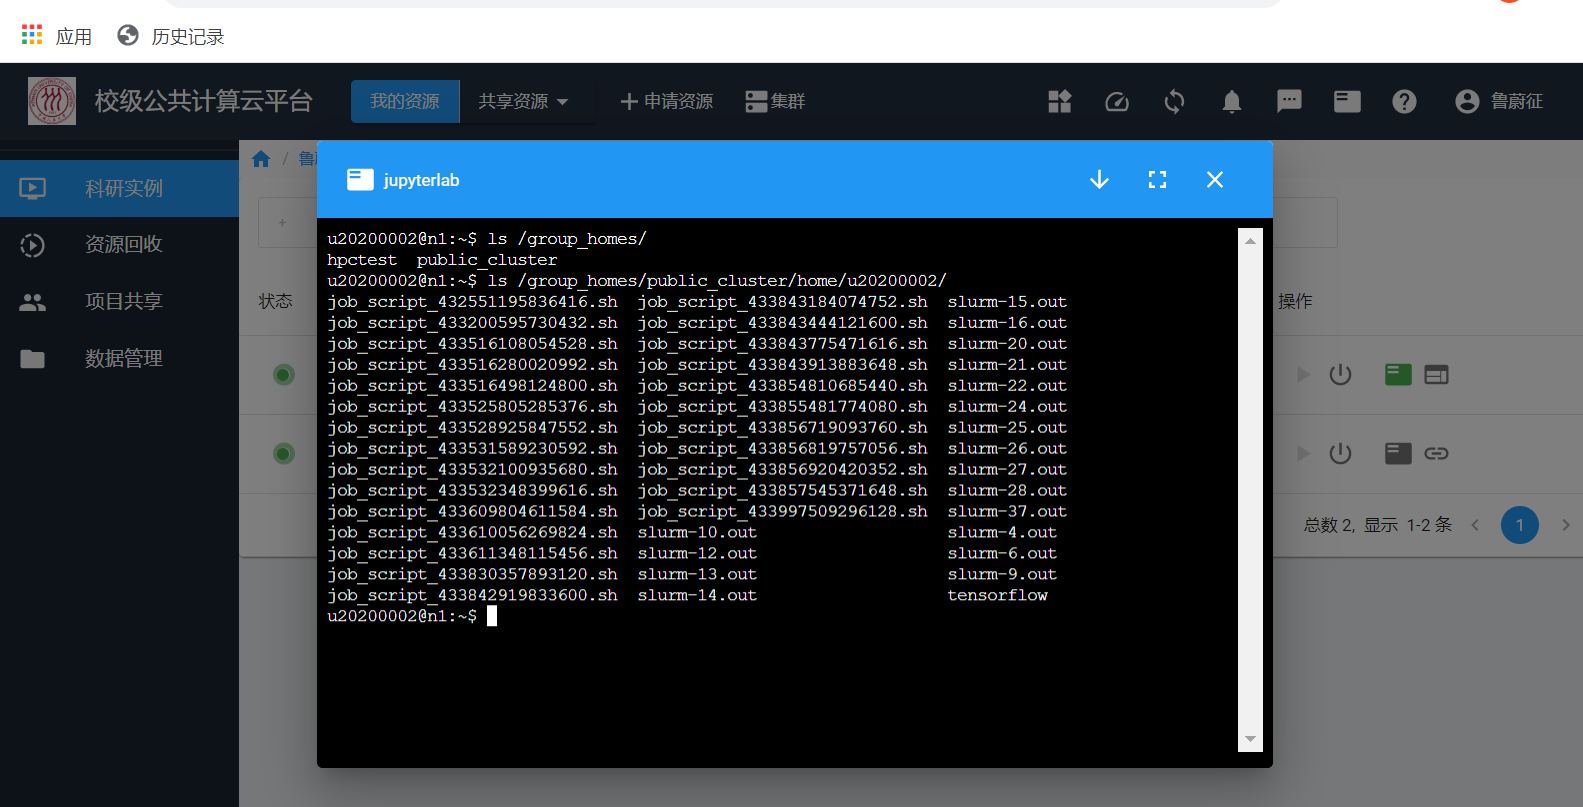 应用 历史记录
校级公共计算云平台 我的资源 共享资源 申请资源 集群 鲁蔚征
科研实例
资源回收
项目共享
数据管理
/ 鲁
+
状态 操作
总数 2, 显示 1-2 条 1
jupyterlab
u20200002@n1:~$ ls /group_homes/
hpctest public_cluster
u20200002@n1:~$ ls /group_homes/public_cluster/home/u20200002/
job_script_432551195836416.sh job_script_433843184074752.sh slurm-15.out
job_script_433200595730432.sh job_script_433843444121600.sh slurm-16.out
job_script_433516108054528.sh job_script_433843775471616.sh slurm-20.out
job_script_433516280020992.sh job_script_433843913883648.sh slurm-21.out
job_script_433516498124800.sh job_script_433854810685440.sh slurm-22.out
job_script_433525805285376.sh job_script_433855481774080.sh slurm-24.out
job_script_433528925847552.sh job_script_433856719093760.sh slurm-25.out
job_script_433531589230592.sh job_script_433856819757056.sh slurm-26.out
job_script_433532100935680.sh job_script_433856920420352.sh slurm-27.out
job_script_433532348399616.sh job_script_433857545371648.sh slurm-28.out
job_script_433609804611584.sh job_script_433997509296128.sh slurm-37.out
job_script_433610056269824.sh slurm-10.out slurm-4.out
job_script_433611348115456.sh slurm-12.out slurm-6.out
job_script_433830357893120.sh slurm-13.out slurm-9.out
job_script_433842919833600.sh slurm-14.out tensorflow
u20200002@n1:~$